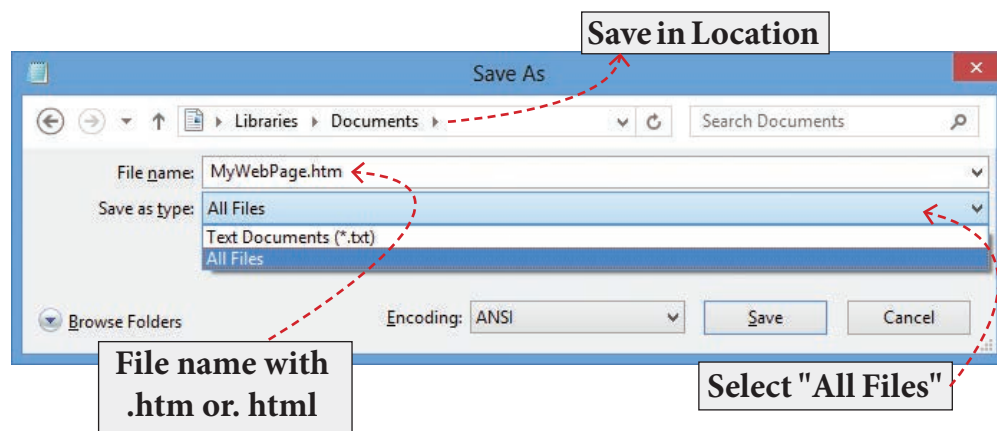 Save in Location
Save As
Libraries Documents
Search Documents
File name: MyWebPage.htm
Save as type: All Files
Text Documents (*.txt)
All Files
Browse Folders
Encoding: ANSI
Save
Cancel
File name with
.htm or. html
Select "All Files"